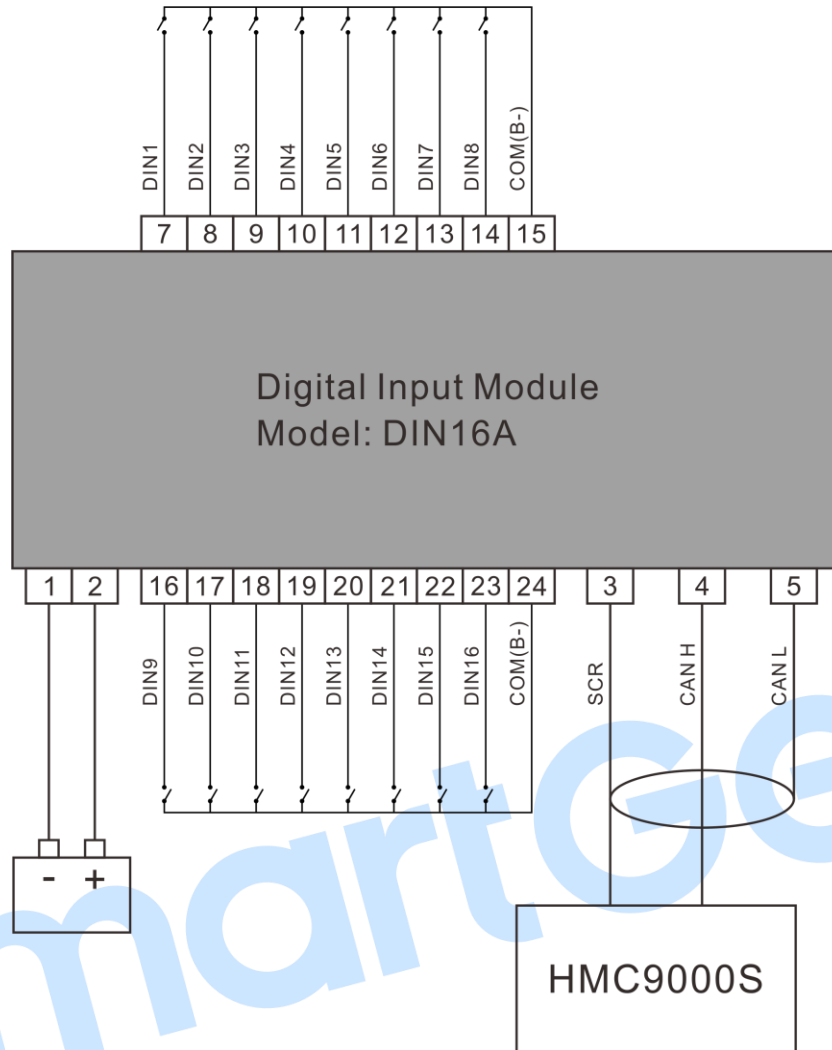 DIN1 DIN2 DIN3 DIN4 DIN5 DIN6 DIN7 DIN8 COM(B-)
7 8 9 10 11 12 13 14 15
Digital Input Module
Model: DIN16A
1 2 16 17 18 19 20 21 22 23 24 3 4 5
DIN9 DIN10 DIN11 DIN12 DIN13 DIN14 DIN15 DIN16 COM(B-) SCR CAN H CAN L
- +
HMC9000S
martGe